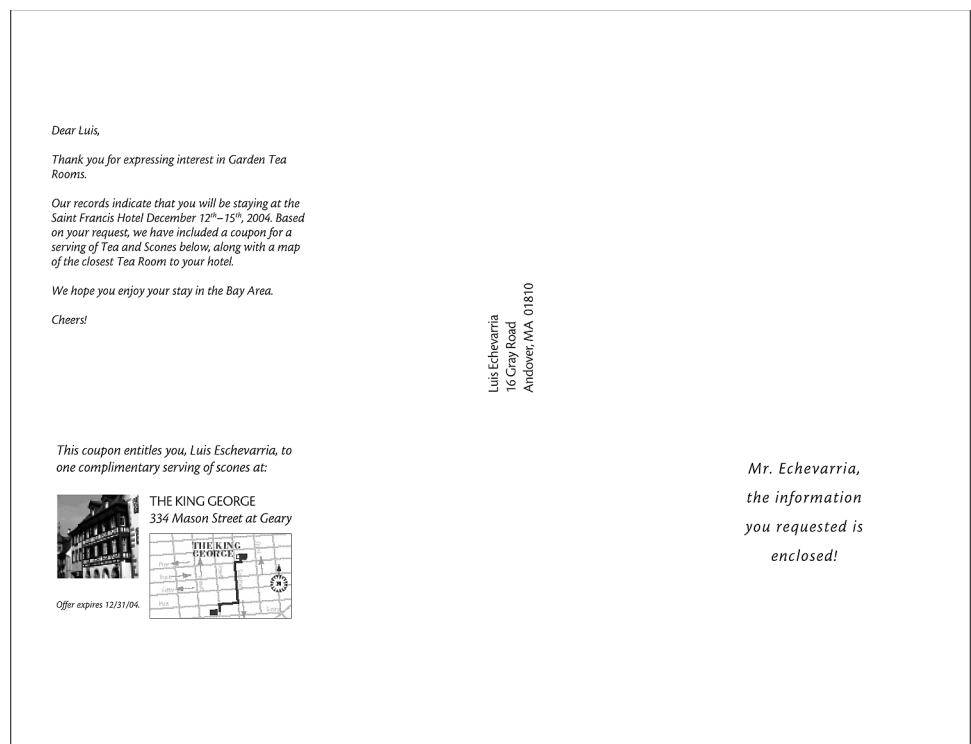 Dear Luis,
Thank you for expressing interest in Garden Tea
Rooms.
Our records indicate that you will be staying at the
Saint Francis Hotel December 12th–15th, 2004. Based
on your request, we have included a coupon for a
serving of Tea and Scones below, along with a map
of the closest Tea Room to your hotel.
We hope you enjoy your stay in the Bay Area.
Cheers!
This coupon entitles you, Luis Eschevarria, to
one complimentary serving of scones at:
THE KING GEORGE
334 Mason Street at Geary
THE KING
GEORGE
Post
Offer expires 12/31/04.
Luis Echevarria
16 Gray Road
Andover, MA 01810
Mr. Echevarria,
the information
you requested is
enclosed!